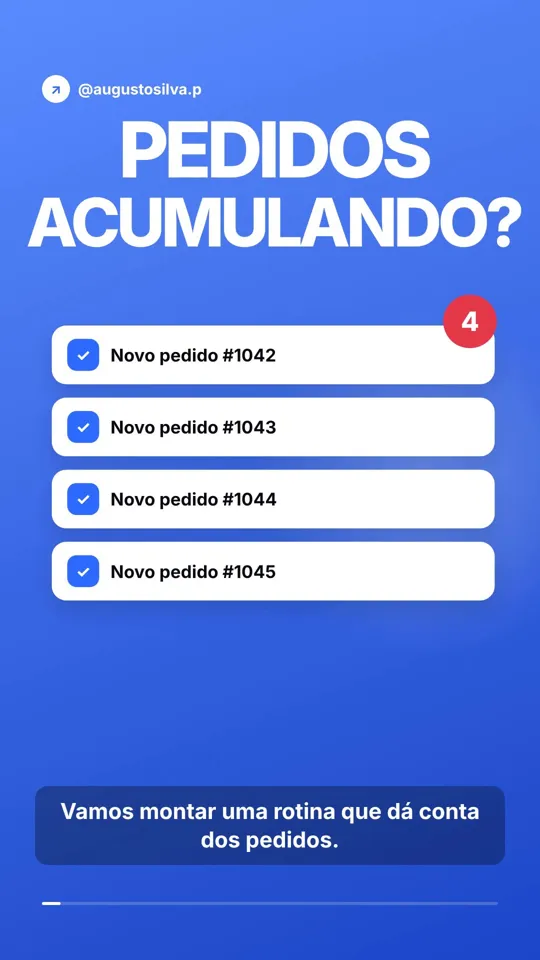 @augustosilva.p
PEDIDOS
ACUMULANDO?
4
Novo pedido #1042
Novo pedido #1043
Novo pedido #1044
Novo pedido #1045
Vamos montar uma rotina que dá conta
dos pedidos.